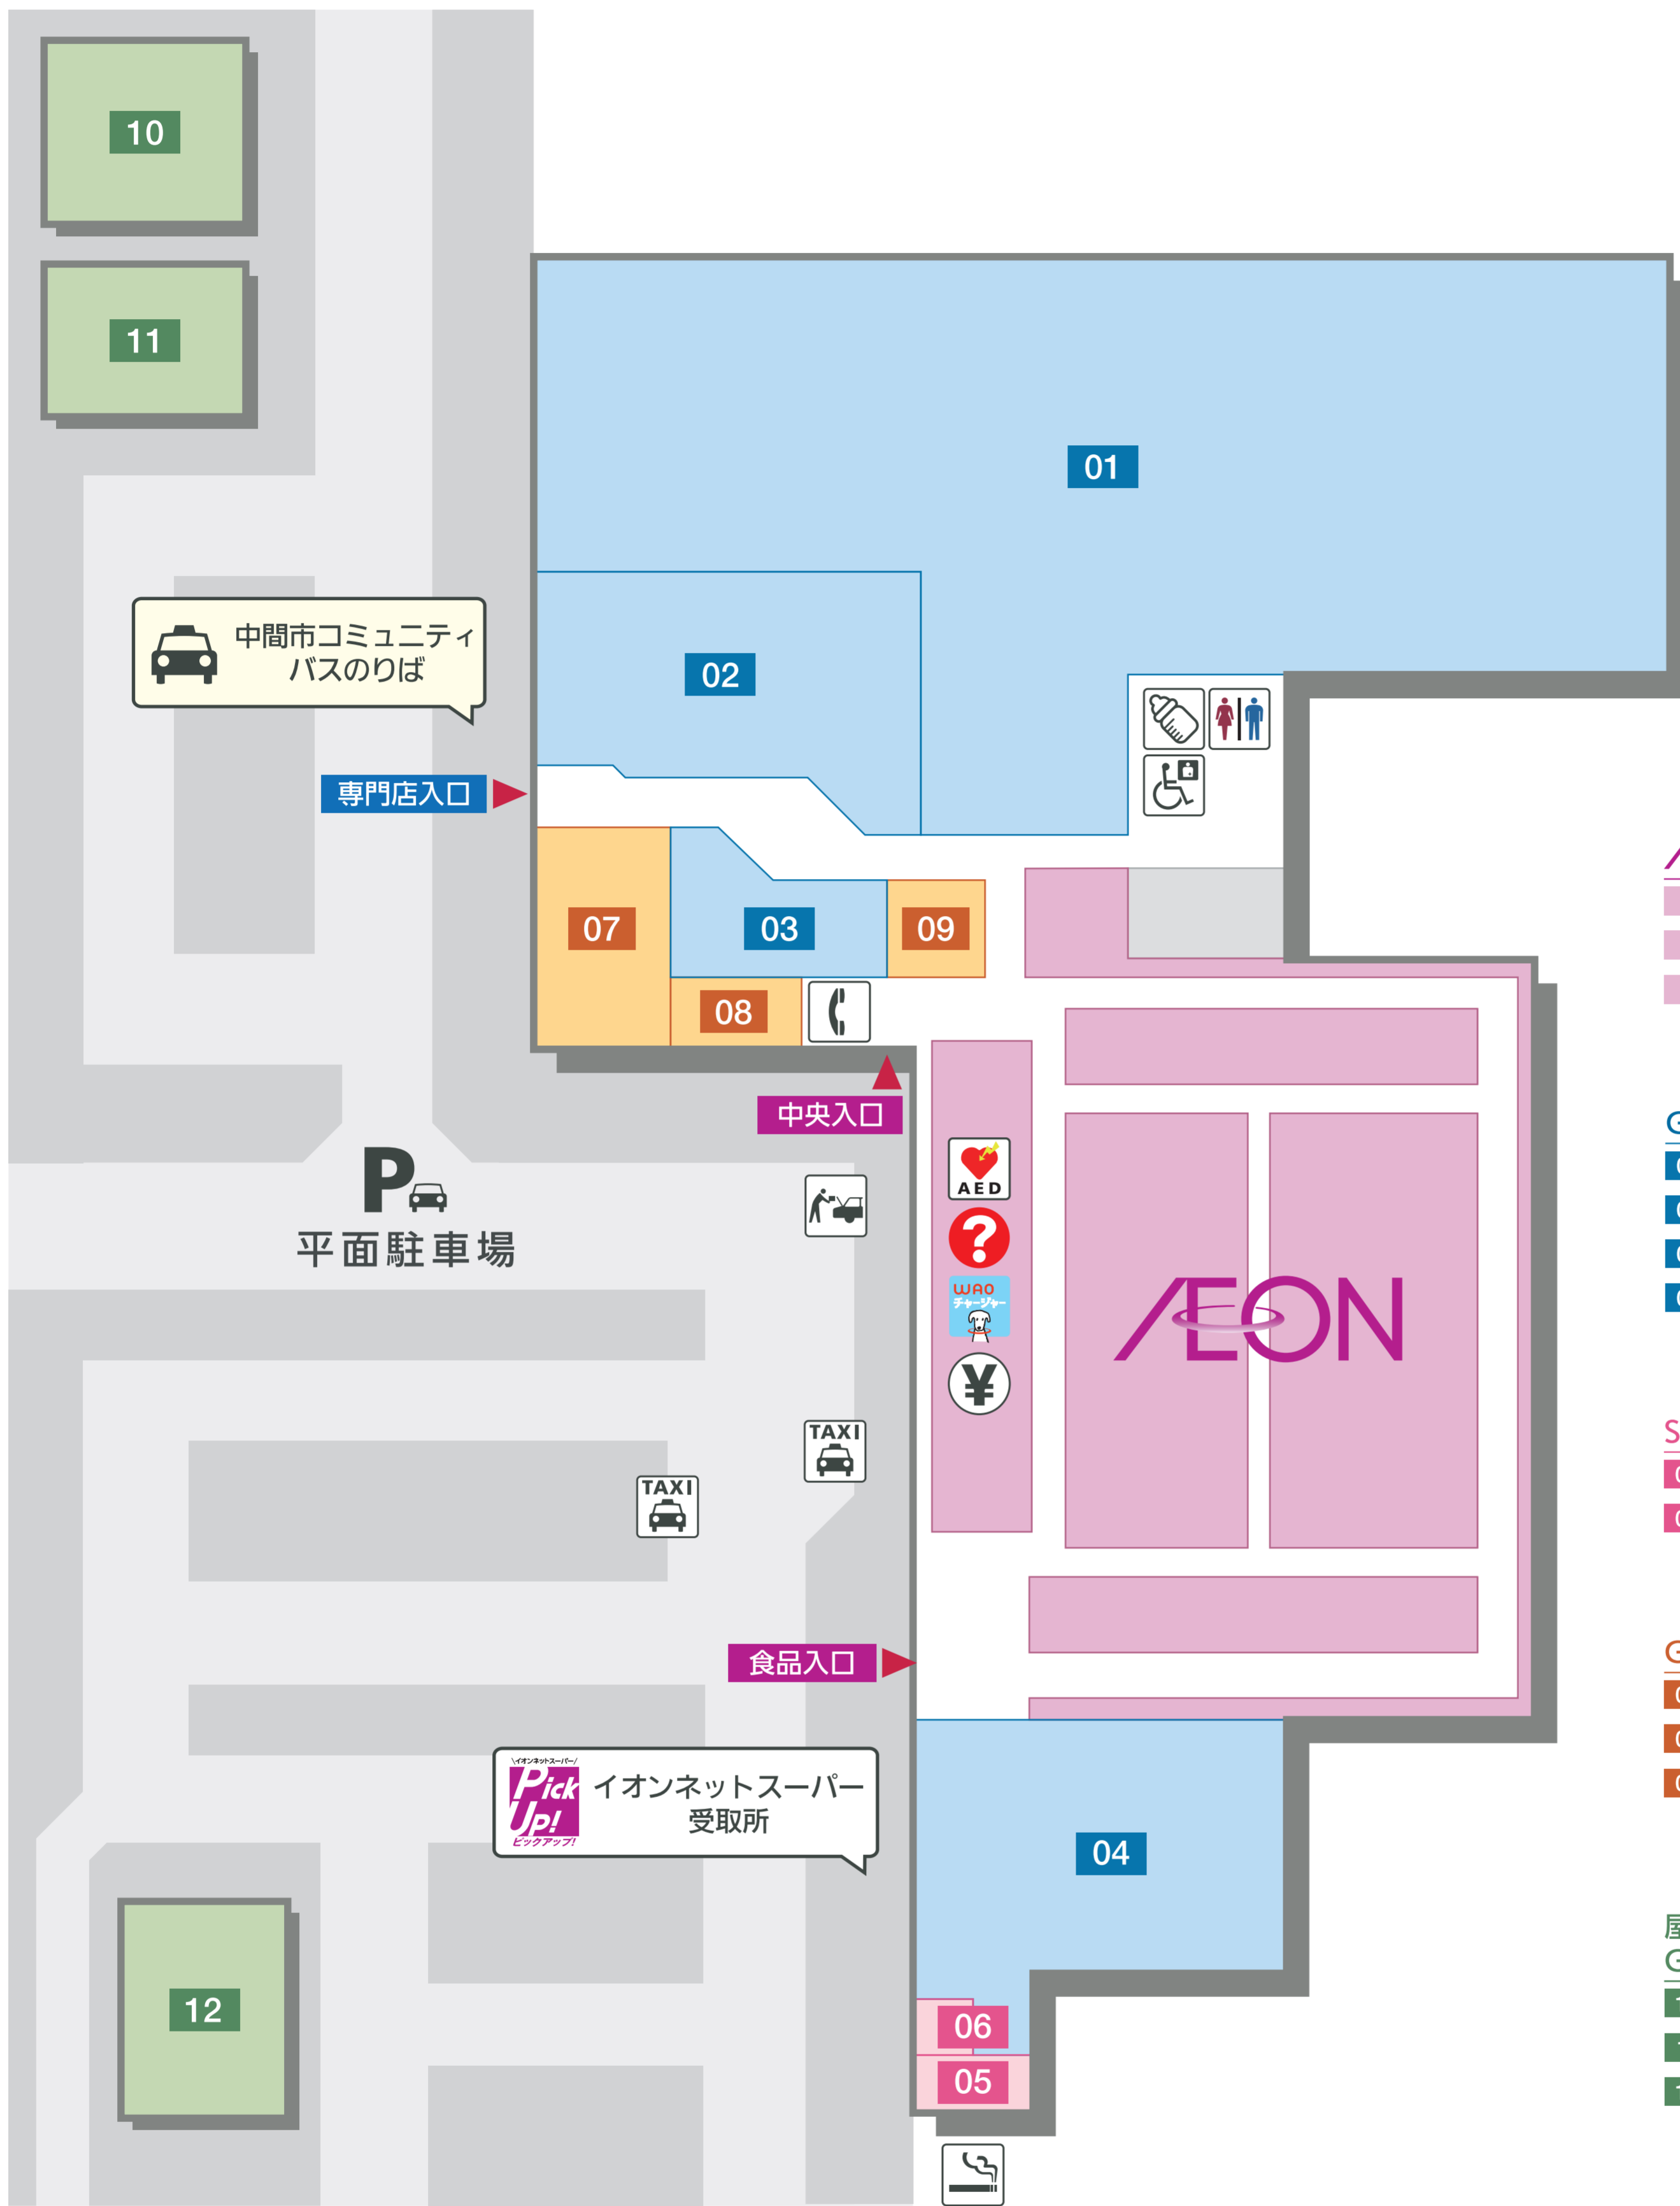 10
11
01
02
中間市コミュニティ
バスのりば
専門店入口
07
03
09
08
中央入口
P
平面駐車場
AED
?
WAO
チャージャー
ÆON
¥
TAXI
TAXI
食品入口
\イオンネットスーパー/
Pick
UP!
ピックアップ!
イオンネットスーパー
受取所
04
12
06
05